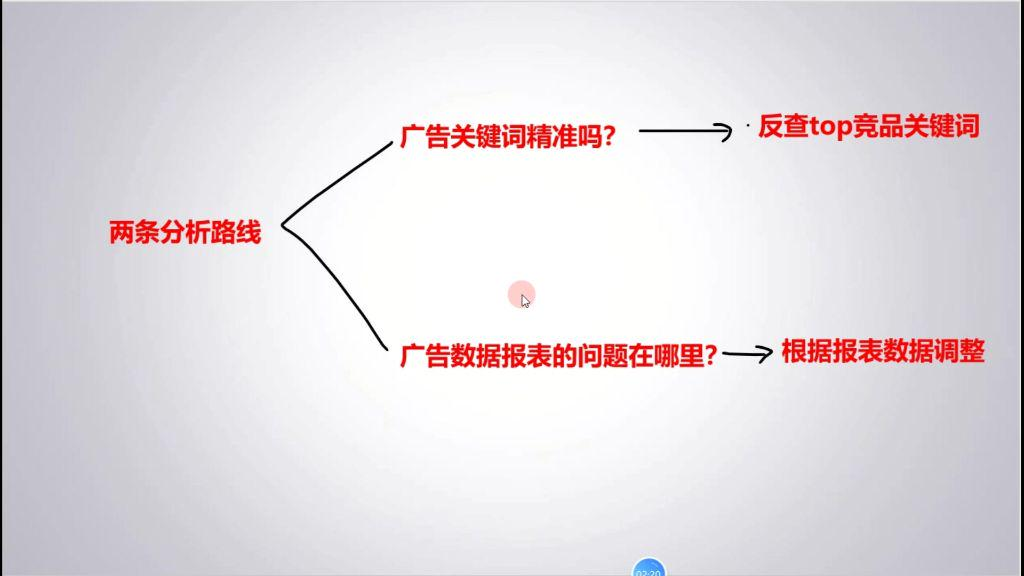 广告关键词精准吗?
反查top竞品关键词
两条分析路线
广告数据报表的问题在哪里?
根据报表数据调整
02:20